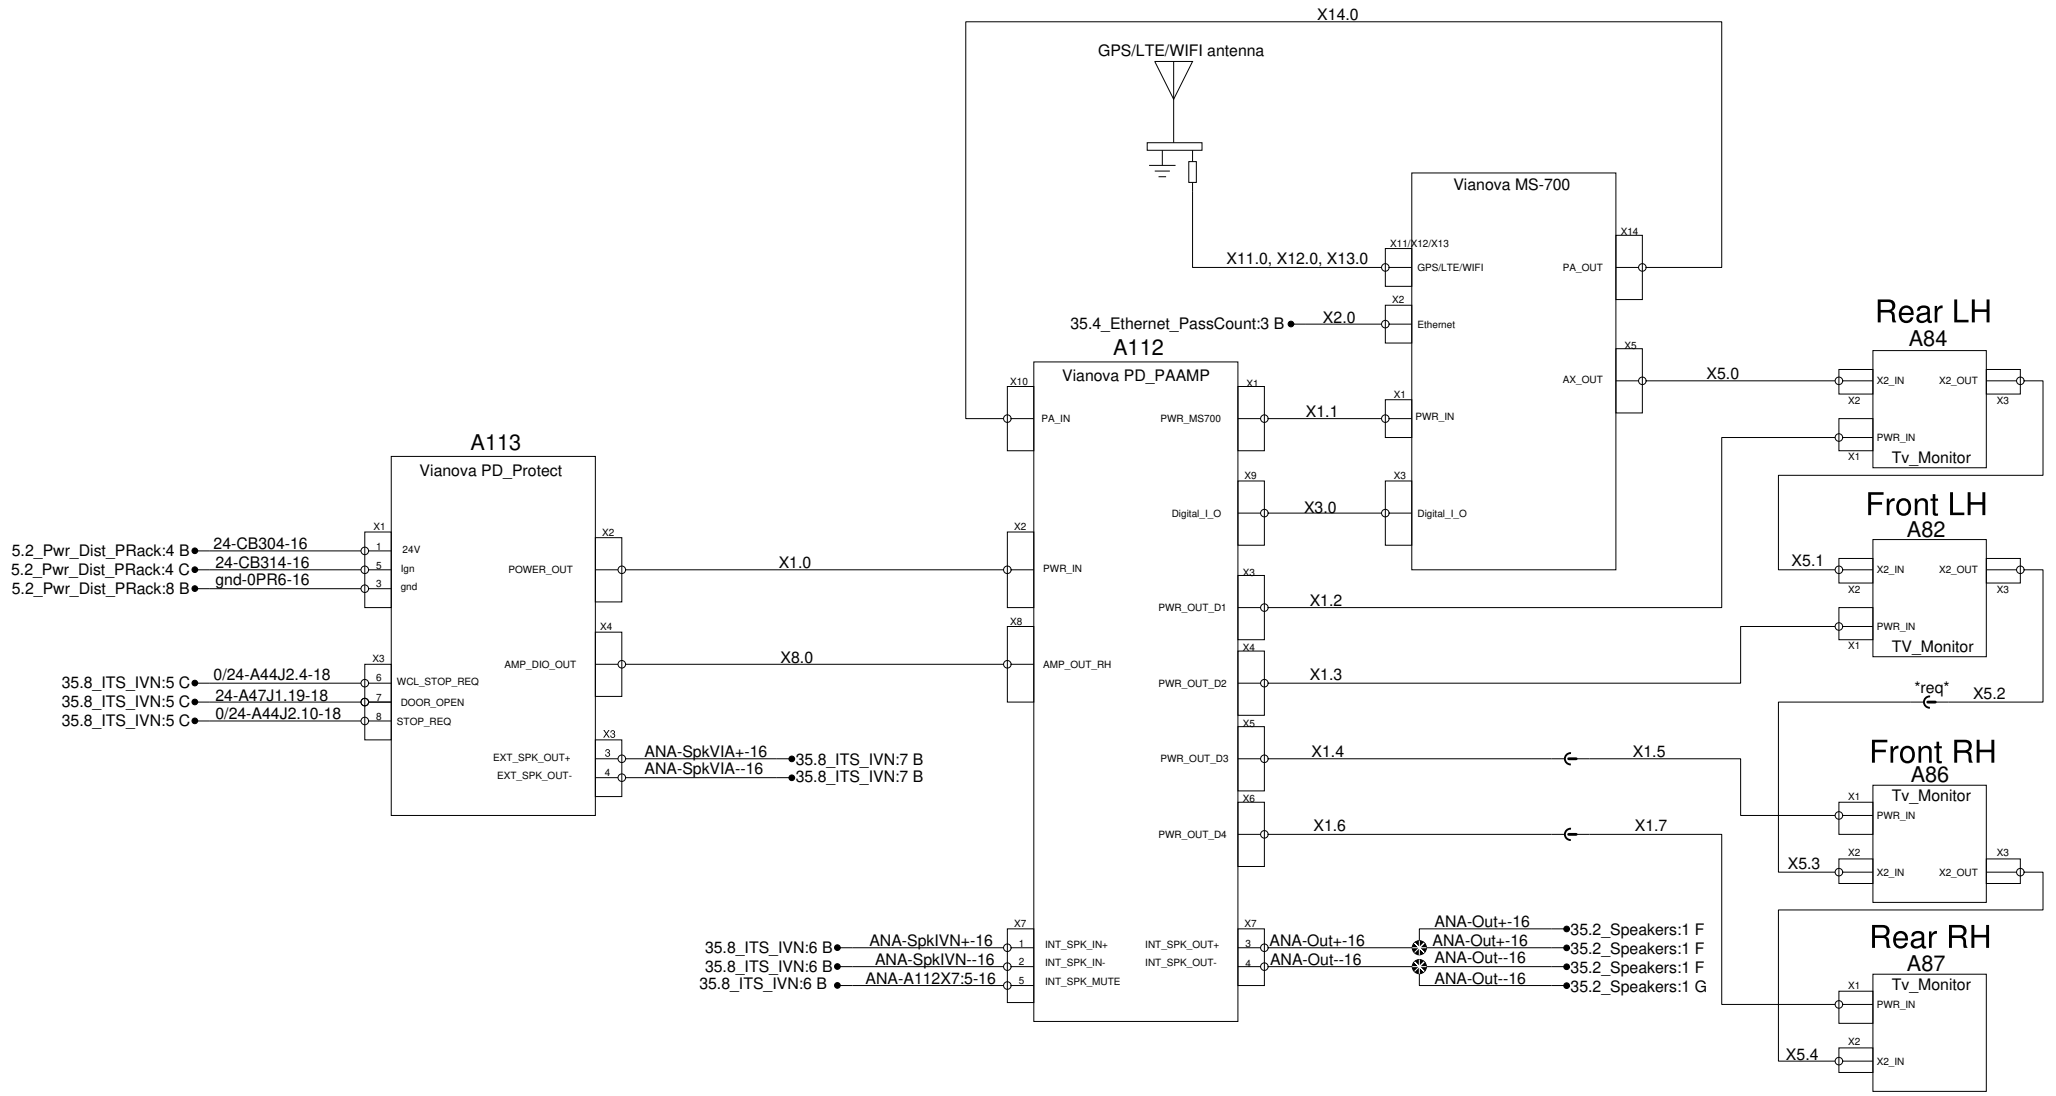 X14.0
GPS/LTE/WIFI antenna
Vianova MS-700
X11/X12/X13
X14
X11.0, X12.0, X13.0
GPS/LTE/WIFI
PA_OUT
X2
35.4_Ethernet_PassCount:3 B
X2.0
Ethernet
X5
AX_OUT
X5.0
X1
PWR_IN
X3
Digital_I_O
Rear LH
A84
X2_IN
X2_OUT
X2
X3
PWR_IN
X1
Tv_Monitor
A112
Vianova PD_PAAMP
X10
PA_IN
X1
PWR_MS700
X1.1
X9
Digital_I_O
X3.0
X2
PWR_IN
X3
PWR_OUT_D1
X1.2
X8
AMP_OUT_RH
X4
PWR_OUT_D2
X1.3
X5
PWR_OUT_D3
X1.4
X1.5
X6
PWR_OUT_D4
X1.6
X1.7
A113
Vianova PD_Protect
X1
5.2_Pwr_Dist_PRack:4 B
24-CB304-16
1
24V
5.2_Pwr_Dist_PRack:4 C
24-CB314-16
5
Ign
5.2_Pwr_Dist_PRack:8 B
gnd-0PR6-16
3
gnd
X2
POWER_OUT
X1.0
X4
AMP_DIO_OUT
X8.0
X3
35.8_ITS_IVN:5 C
0/24-A44J2.4-18
6
WCL_STOP_REQ
35.8_ITS_IVN:5 C
24-A47J1.19-18
7
DOOR_OPEN
35.8_ITS_IVN:5 C
0/24-A44J2.10-18
8
STOP_REQ
X3
EXT_SPK_OUT+
3
ANA-SpkVIA+-16
35.8_ITS_IVN:7 B
EXT_SPK_OUT-
4
ANA-SpkVIA--16
35.8_ITS_IVN:7 B
Front LH
A82
X5.1
X2_IN
X2_OUT
X2
X3
PWR_IN
X1
TV_Monitor
*req*
X5.2
Front RH
A86
Tv_Monitor
X1
PWR_IN
X2
X3
X5.3
X2_IN
X2_OUT
X7
35.8_ITS_IVN:6 B
ANA-SpkIVN+-16
1
INT_SPK_IN+
35.8_ITS_IVN:6 B
ANA-SpkIVN--16
2
INT_SPK_IN-
35.8_ITS_IVN:6 B
ANA-A112X7:5-16
5
INT_SPK_MUTE
X7
INT_SPK_OUT+
3
ANA-Out+-16
INT_SPK_OUT-
4
ANA-Out--16
ANA-Out+-16
35.2_Speakers:1 F
ANA-Out+-16
35.2_Speakers:1 F
ANA-Out--16
35.2_Speakers:1 F
ANA-Out--16
35.2_Speakers:1 G
Rear RH
A87
Tv_Monitor
X1
PWR_IN
X2
X5.4
X2_IN